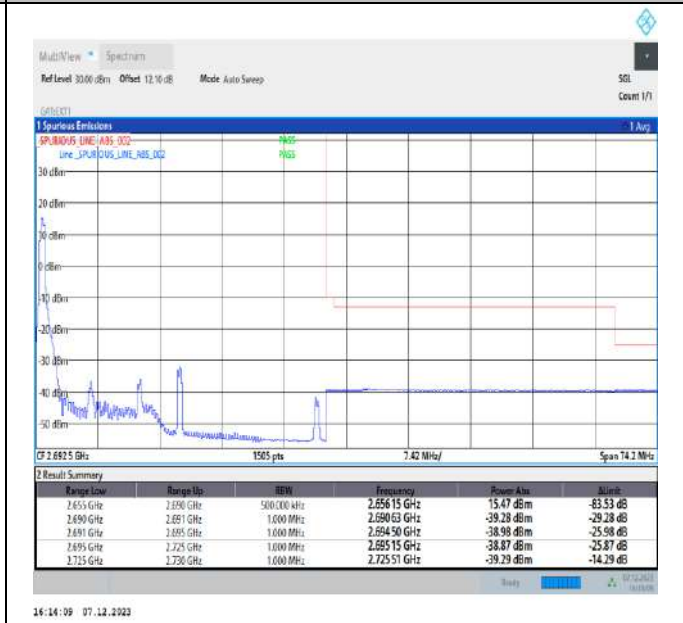 MultiView Spectrum
Ref Level 30.00 dBm Offset 12.10 dB Mode Auto Sweep SGL
Count 1/1
1 Spurious Emissions 1 Avg
SPURIOUS_LINE_ABS_002 PASS
Line _SPURIOUS_LINE_ABS_002 PASS
30 dBm
20 dBm
10 dBm
0 dBm
-10 dBm
-20 dBm
-30 dBm
-40 dBm
-50 dBm
CF 2.6925 GHz 1505 pts 7.42 MHz/ Span 74.2 MHz
2 Result Summary
Range Low Range Up RBW Frequency Power Abs ΔLimit
2.655 GHz 2.690 GHz 500.000 kHz 2.65615 GHz 15.47 dBm -83.53 dB
2.690 GHz 2.691 GHz 1.000 MHz 2.69063 GHz -39.28 dBm -29.28 dB
2.691 GHz 2.695 GHz 1.000 MHz 2.69450 GHz -38.98 dBm -25.98 dB
2.695 GHz 2.725 GHz 1.000 MHz 2.69515 GHz -38.87 dBm -25.87 dB
2.725 GHz 2.730 GHz 1.000 MHz 2.72551 GHz -39.29 dBm -14.29 dB
Ready 07.12.2023
16:14:09 07.12.2023